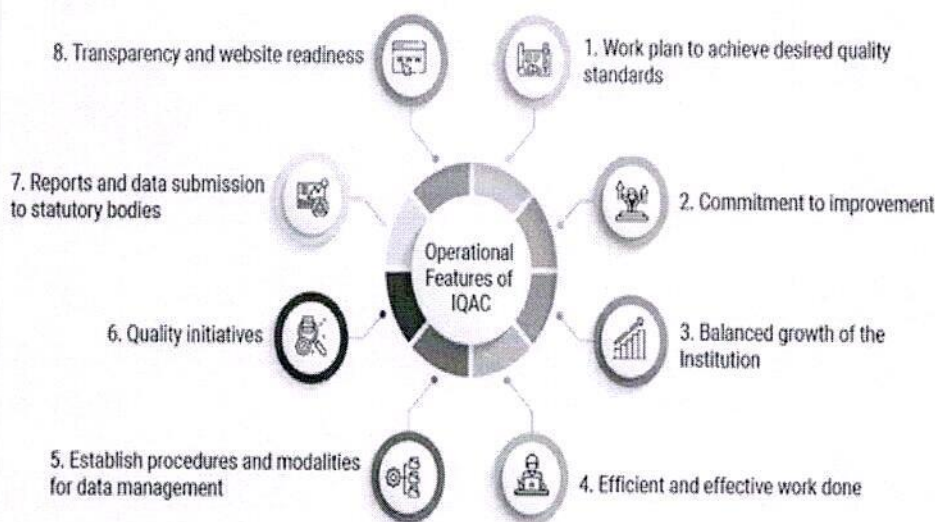 8. Transparency and website readiness
1. Work plan to achieve desired quality
standards
7. Reports and data submission
to statutory bodies
2. Commitment to improvement
Operational
Features of
IQAC
6. Quality initiatives
3. Balanced growth of the
Institution
5. Establish procedures and modalities
for data management
4. Efficient and effective work done